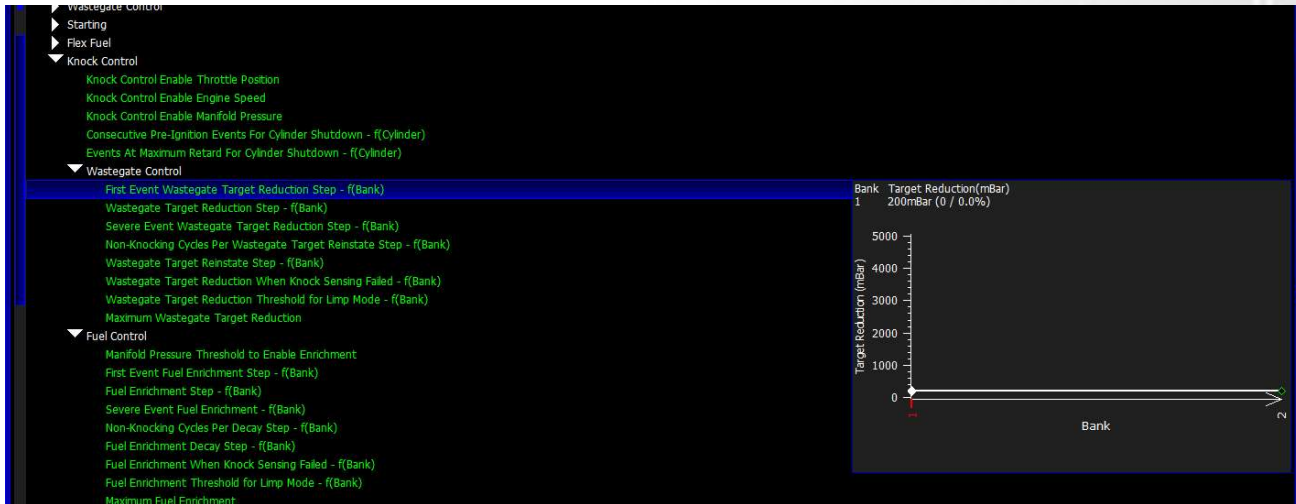 Wastegate Control
Starting
Flex Fuel
Knock Control
Knock Control Enable Throttle Position
Knock Control Enable Engine Speed
Knock Control Enable Manifold Pressure
Consecutive Pre-Ignition Events For Cylinder Shutdown - f(Cylinder)
Events At Maximum Retard For Cylinder Shutdown - f(Cylinder)
Wastegate Control
First Event Wastegate Target Reduction Step - f(Bank)
Wastegate Target Reduction Step - f(Bank)
Severe Event Wastegate Target Reduction Step - f(Bank)
Non-Knocking Cycles Per Wastegate Target Reinstate Step - f(Bank)
Wastegate Target Reinstate Step - f(Bank)
Wastegate Target Reduction When Knock Sensing Failed - f(Bank)
Wastegate Target Reduction Threshold for Limp Mode - f(Bank)
Maximum Wastegate Target Reduction
Fuel Control
Manifold Pressure Threshold to Enable Enrichment
First Event Fuel Enrichment Step - f(Bank)
Fuel Enrichment Step - f(Bank)
Severe Event Fuel Enrichment - f(Bank)
Non-Knocking Cycles Per Decay Step - f(Bank)
Fuel Enrichment Decay Step - f(Bank)
Fuel Enrichment When Knock Sensing Failed - f(Bank)
Fuel Enrichment Threshold for Limp Mode - f(Bank)
Maximum Fuel Enrichment
Bank Target Reduction(mBar)
1 200mBar (0 / 0.0%)
Target Reduction (mBar)
5000
4000
3000
2000
1000
0
1
2
Bank